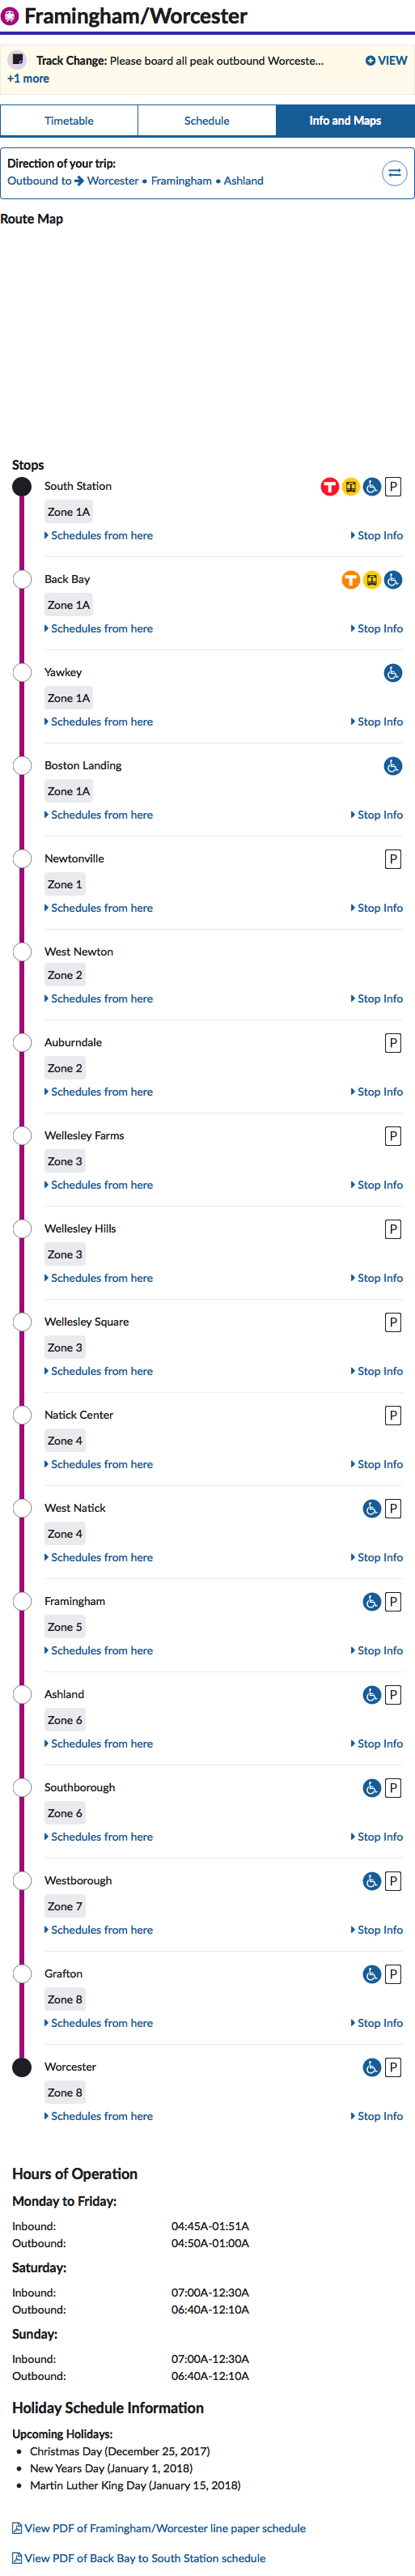 Framingham/Worcester
Track Change: Please board all peak outbound Worceste... VIEW
+1 more
Timetable Schedule Info and Maps
Direction of your trip:
Outbound to Worcester • Framingham • Ashland
Route Map
Stops
South Station T P
Zone 1A
Schedules from here Stop Info
Back Bay T
Zone 1A
Schedules from here Stop Info
Yawkey
Zone 1A
Schedules from here Stop Info
Boston Landing
Zone 1A
Schedules from here Stop Info
Newtonville P
Zone 1
Schedules from here Stop Info
West Newton
Zone 2
Schedules from here Stop Info
Auburndale P
Zone 2
Schedules from here Stop Info
Wellesley Farms P
Zone 3
Schedules from here Stop Info
Wellesley Hills P
Zone 3
Schedules from here Stop Info
Wellesley Square P
Zone 3
Schedules from here Stop Info
Natick Center P
Zone 4
Schedules from here Stop Info
West Natick P
Zone 4
Schedules from here Stop Info
Framingham P
Zone 5
Schedules from here Stop Info
Ashland P
Zone 6
Schedules from here Stop Info
Southborough P
Zone 6
Schedules from here Stop Info
Westborough P
Zone 7
Schedules from here Stop Info
Grafton P
Zone 8
Schedules from here Stop Info
Worcester P
Zone 8
Schedules from here Stop Info
Hours of Operation
Monday to Friday:
Inbound: 04:45A-01:51A
Outbound: 04:50A-01:00A
Saturday:
Inbound: 07:00A-12:30A
Outbound: 06:40A-12:10A
Sunday:
Inbound: 07:00A-12:30A
Outbound: 06:40A-12:10A
Holiday Schedule Information
Upcoming Holidays:
• Christmas Day (December 25, 2017)
• New Years Day (January 1, 2018)
• Martin Luther King Day (January 15, 2018)
View PDF of Framingham/Worcester line paper schedule
View PDF of Back Bay to South Station schedule